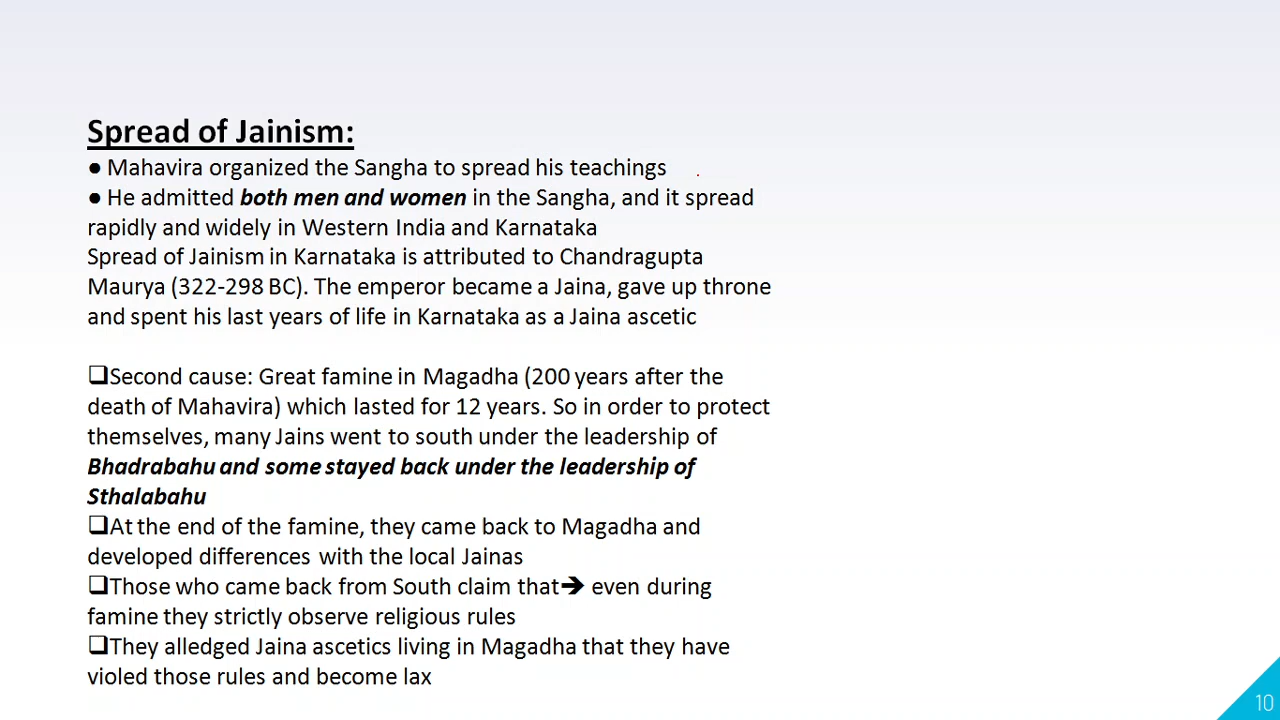 Spread of Jainism:
● Mahavira organized the Sangha to spread his teachings
● He admitted both men and women in the Sangha, and it spread
rapidly and widely in Western India and Karnataka
Spread of Jainism in Karnataka is attributed to Chandragupta
Maurya (322-298 BC). The emperor became a Jaina, gave up throne
and spent his last years of life in Karnataka as a Jaina ascetic
❑Second cause: Great famine in Magadha (200 years after the
death of Mahavira) which lasted for 12 years. So in order to protect
themselves, many Jains went to south under the leadership of
Bhadrabahu and some stayed back under the leadership of
Sthalabahu
❑At the end of the famine, they came back to Magadha and
developed differences with the local Jainas
❑Those who came back from South claim that➔ even during
famine they strictly observe religious rules
❑They alledged Jaina ascetics living in Magadha that they have
violed those rules and become lax
10